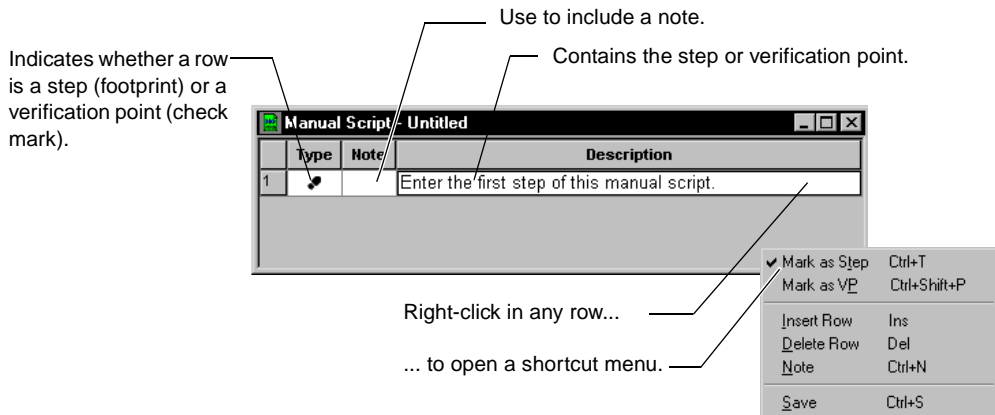 Use to include a note.
Indicates whether a row
is a step (footprint) or a
verification point (check
mark).
Contains the step or verification point.
Manual Script - Untitled
Type Note Description
1 Enter the first step of this manual script.
Right-click in any row...
... to open a shortcut menu.
Mark as Step Ctrl+T
Mark as VP Ctrl+Shift+P
Insert Row Ins
Delete Row Del
Note Ctrl+N
Save Ctrl+S